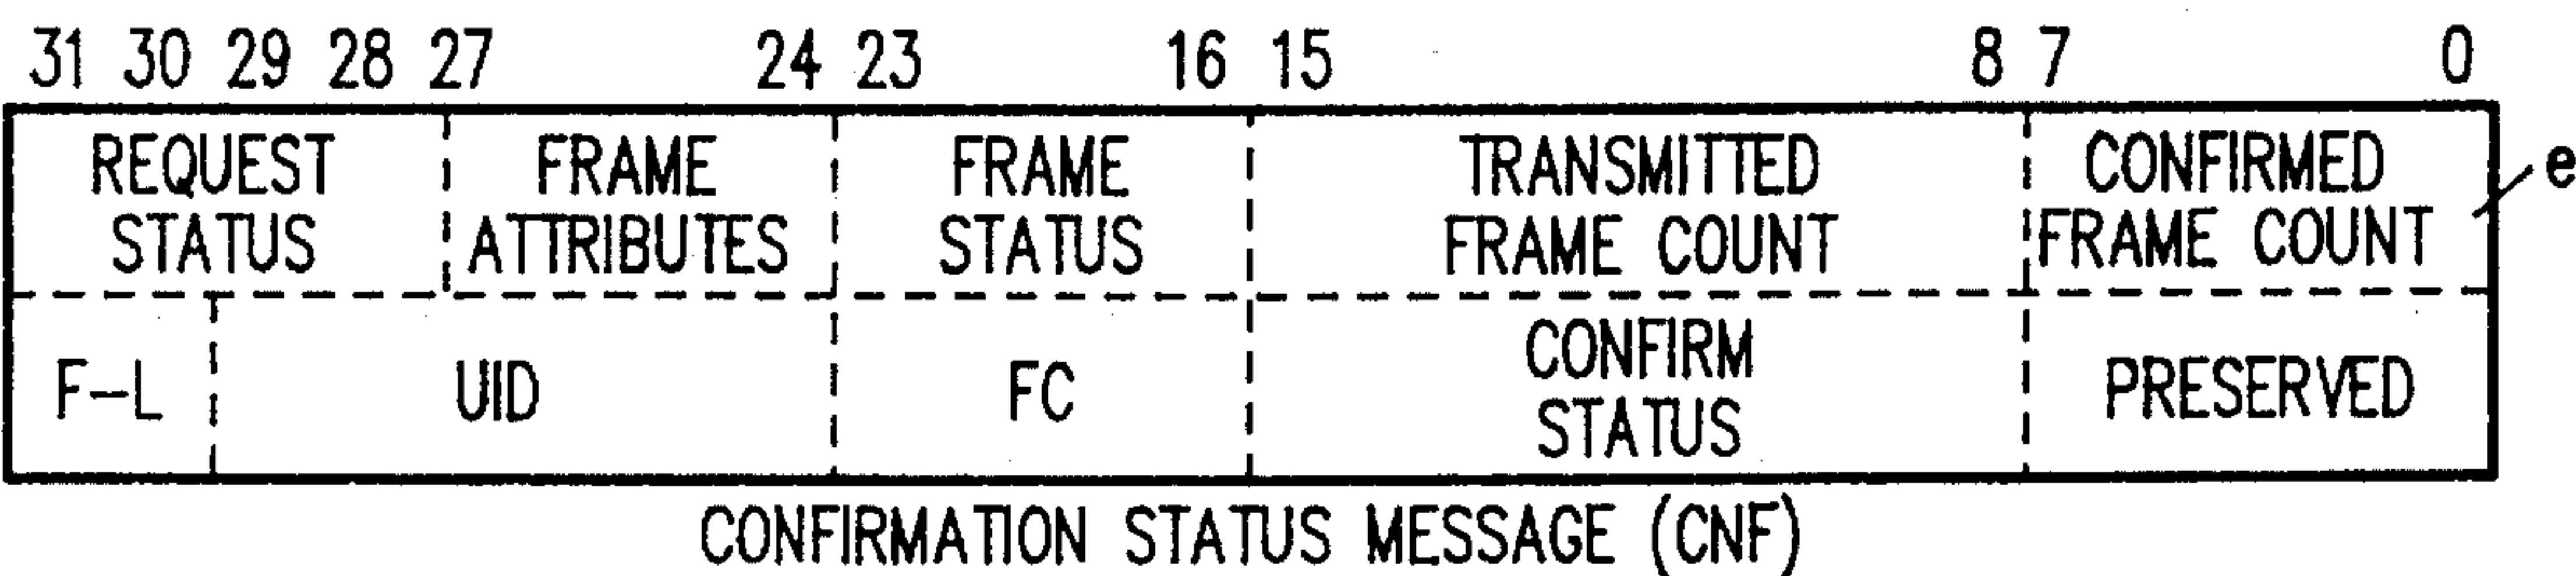 31 30 29 28 27 24 23 16 15 8 7 0
REQUEST STATUS
FRAME ATTRIBUTES
FRAME STATUS
TRANSMITTED FRAME COUNT
CONFIRMED FRAME COUNT
e
F-L
UID
FC
CONFIRM STATUS
PRESERVED
CONFIRMATION STATUS MESSAGE (CNF)